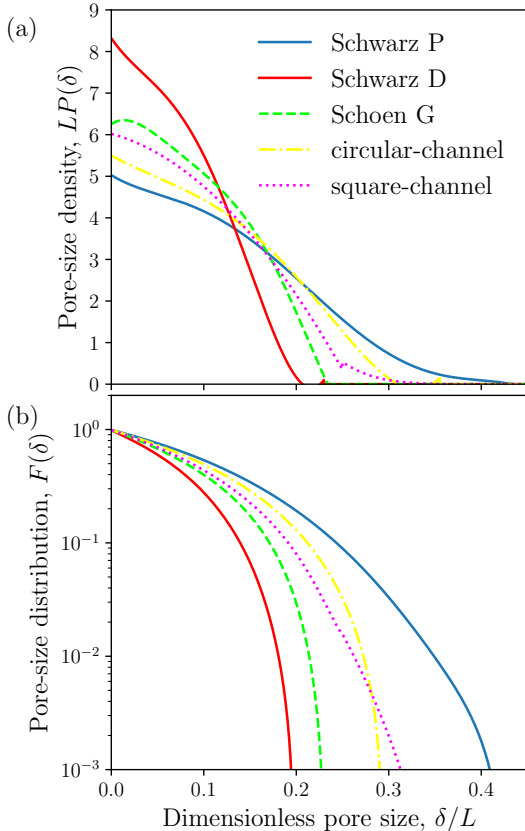 (a)
9
8
7
6
5
4
3
2
1
0
Pore-size density, LP(δ)
Schwarz P
Schwarz D
Schoen G
circular-channel
square-channel
(b)
10⁰
10⁻¹
10⁻²
10⁻³
Pore-size distribution, F(δ)
0.0 0.1 0.2 0.3 0.4
Dimensionless pore size, δ/L